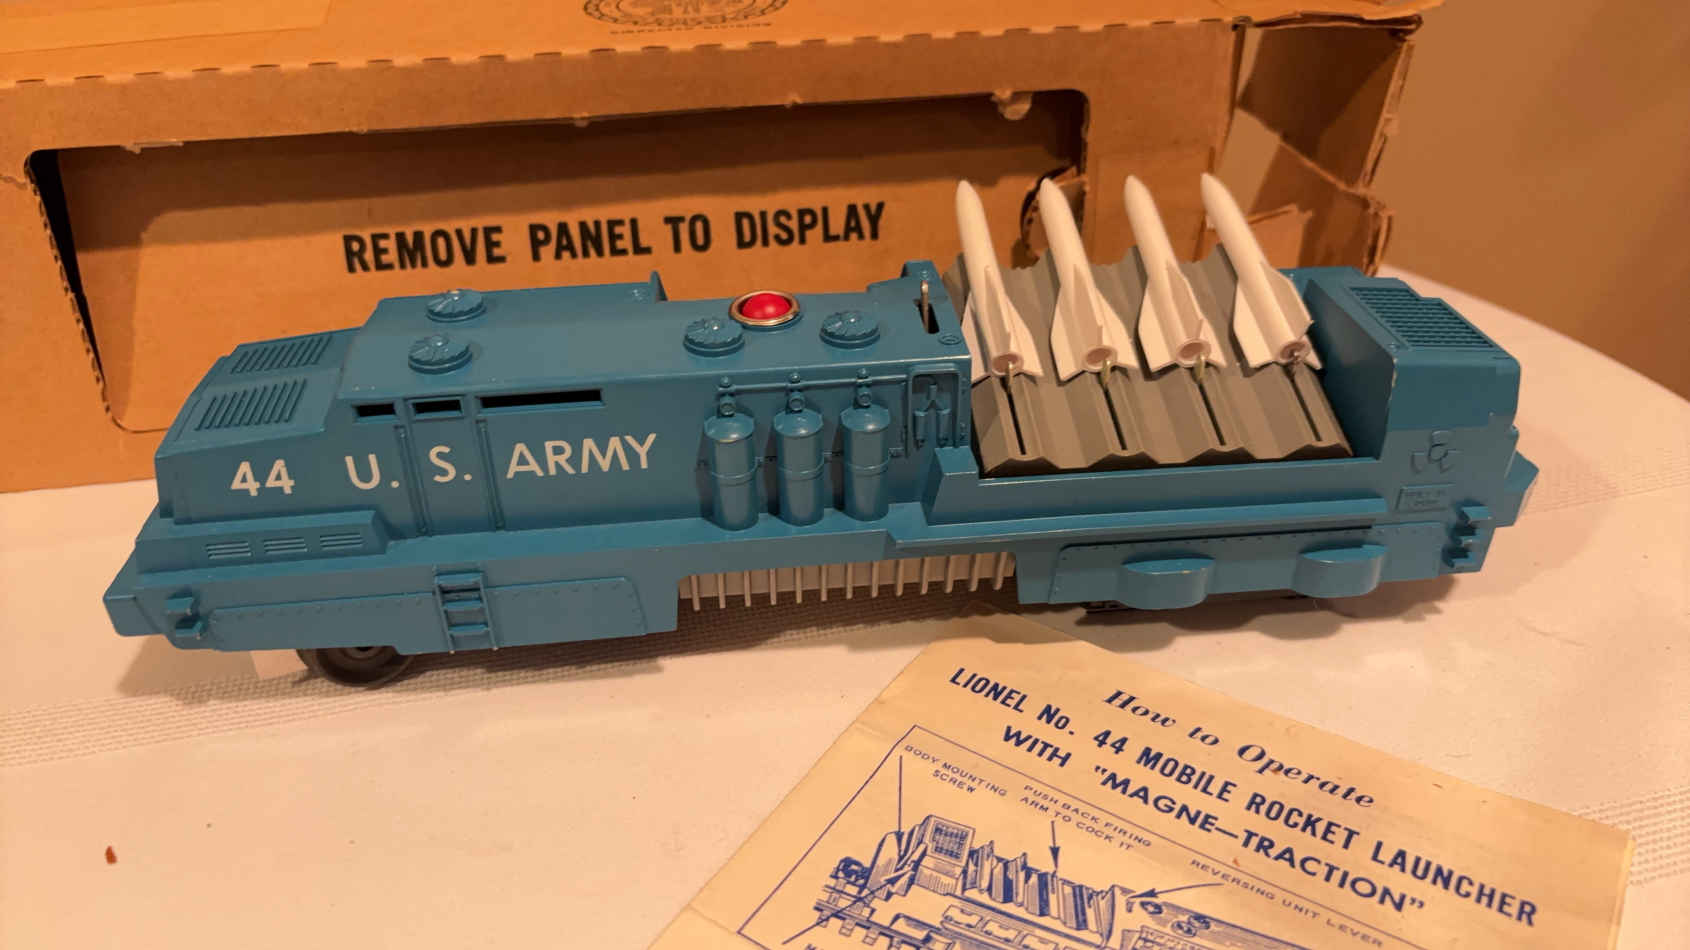 REMOVE PANEL TO DISPLAY
44 U. S. ARMY
How to Operate
LIONEL No. 44 MOBILE ROCKET LAUNCHER
WITH "MAGNE—TRACTION"
BODY MOUNTING
SCREW
PUSH BACK FIRING
ARM TO COCK IT
REVERSING UNIT LEVER